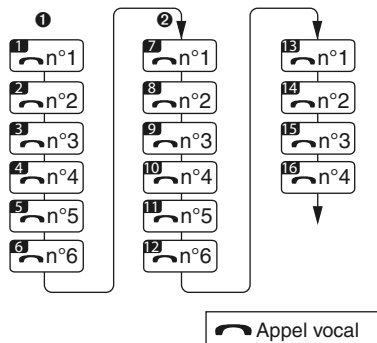 ❶
1 n°1
2 n°2
3 n°3
4 n°4
5 n°5
6 n°6
❷
7 n°1
8 n°2
9 n°3
10 n°4
11 n°5
12 n°6
13 n°1
14 n°2
15 n°3
16 n°4
Appel vocal